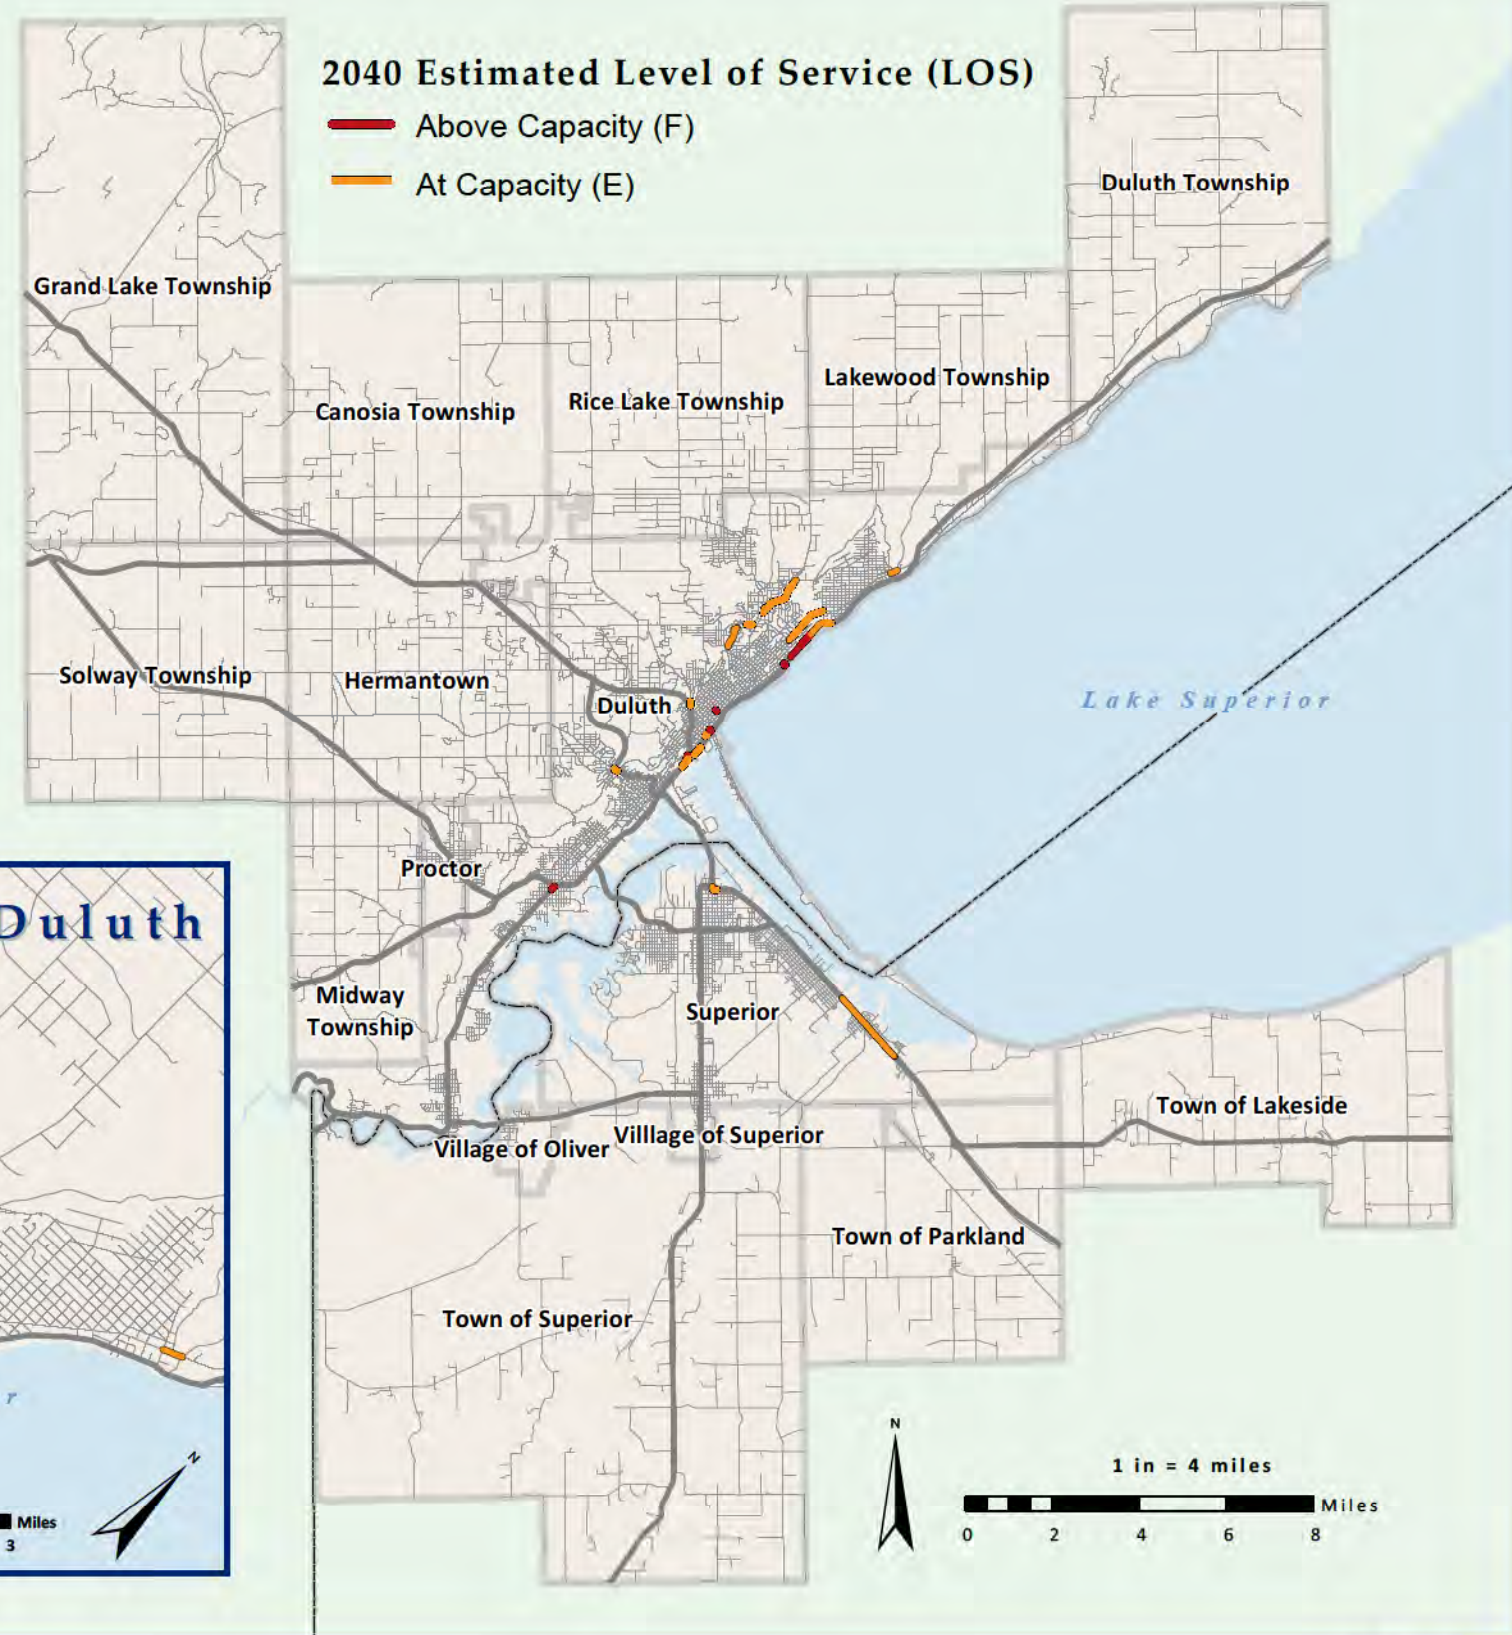 2040 Estimated Level of Service (LOS)
Above Capacity (F)
At Capacity (E)
Duluth Township
Grand Lake Township
Lakewood Township
Rice Lake Township
Canosia Township
Solway Township
Hermantown
Duluth
Lake Superior
Proctor
Duluth
Midway
Township
Superior
Town of Lakeside
Village of Oliver
Villlage of Superior
Town of Parkland
Town of Superior
r
N
Miles
3
N
1 in = 4 miles
Miles
0 2 4 6 8